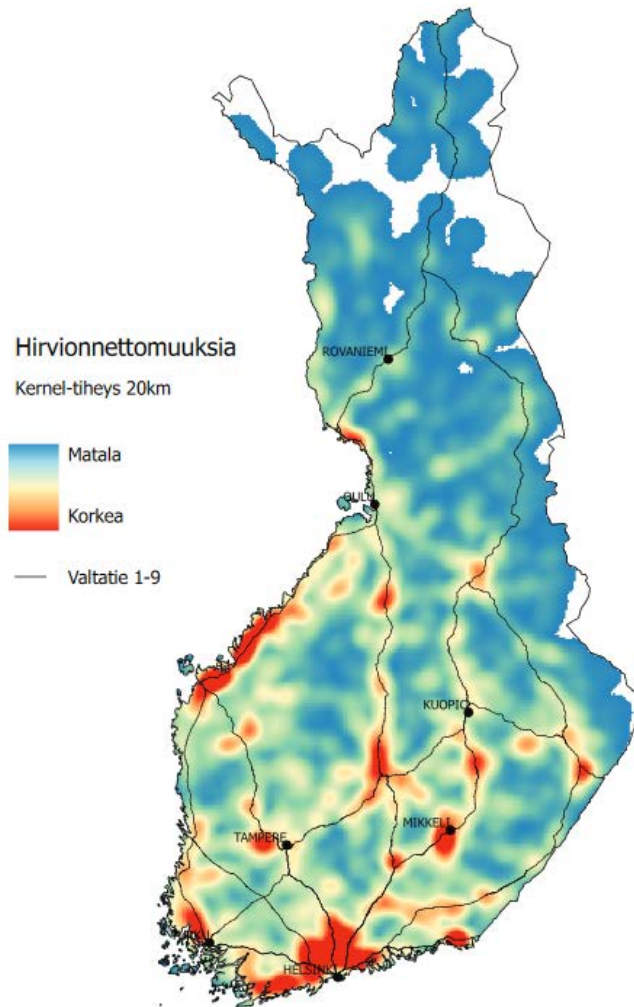 Hirvionnettomuuksia
Kernel-tiheys 20km
Matala
Korkea
Valtatie 1-9
ROVANIEMI
OULU
KUOPIO
MIKKELI
TAMPERE
HELSINKI